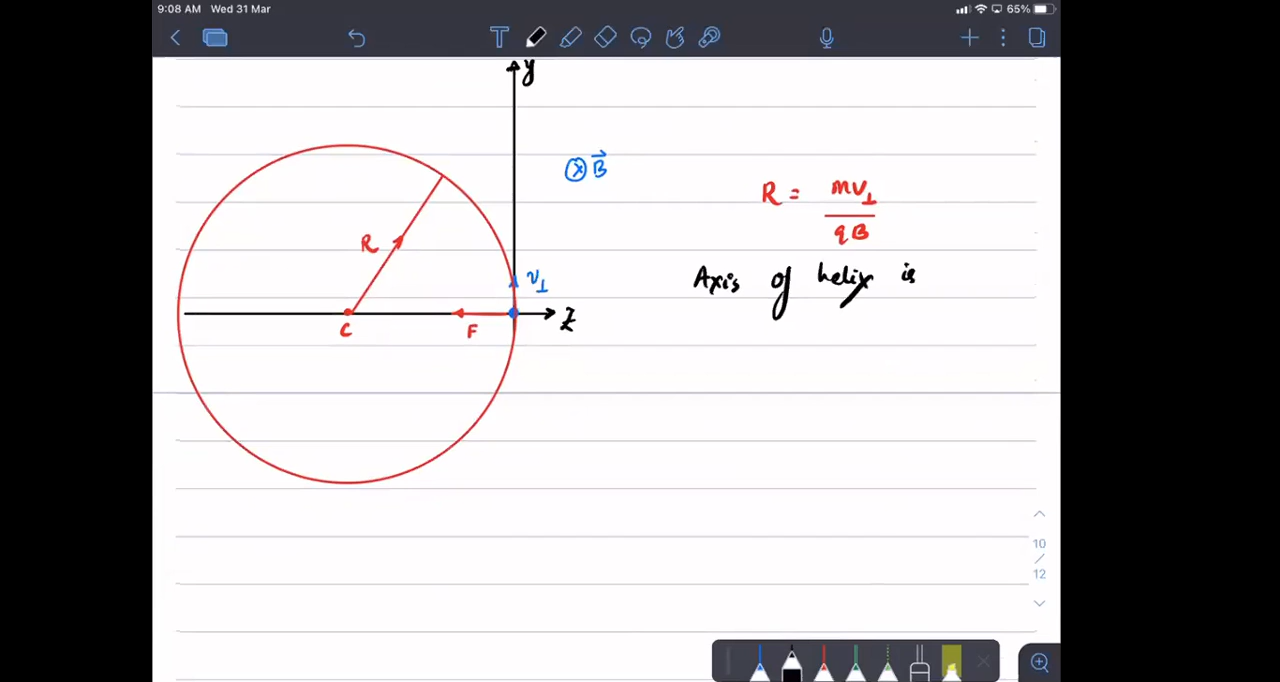 9:08 AM Wed 31 Mar
65%
T
y
⊗ B⃗
R = mv⊥ / qB
R
Axis of helix is
v⊥
C
F
Z
10
/
12